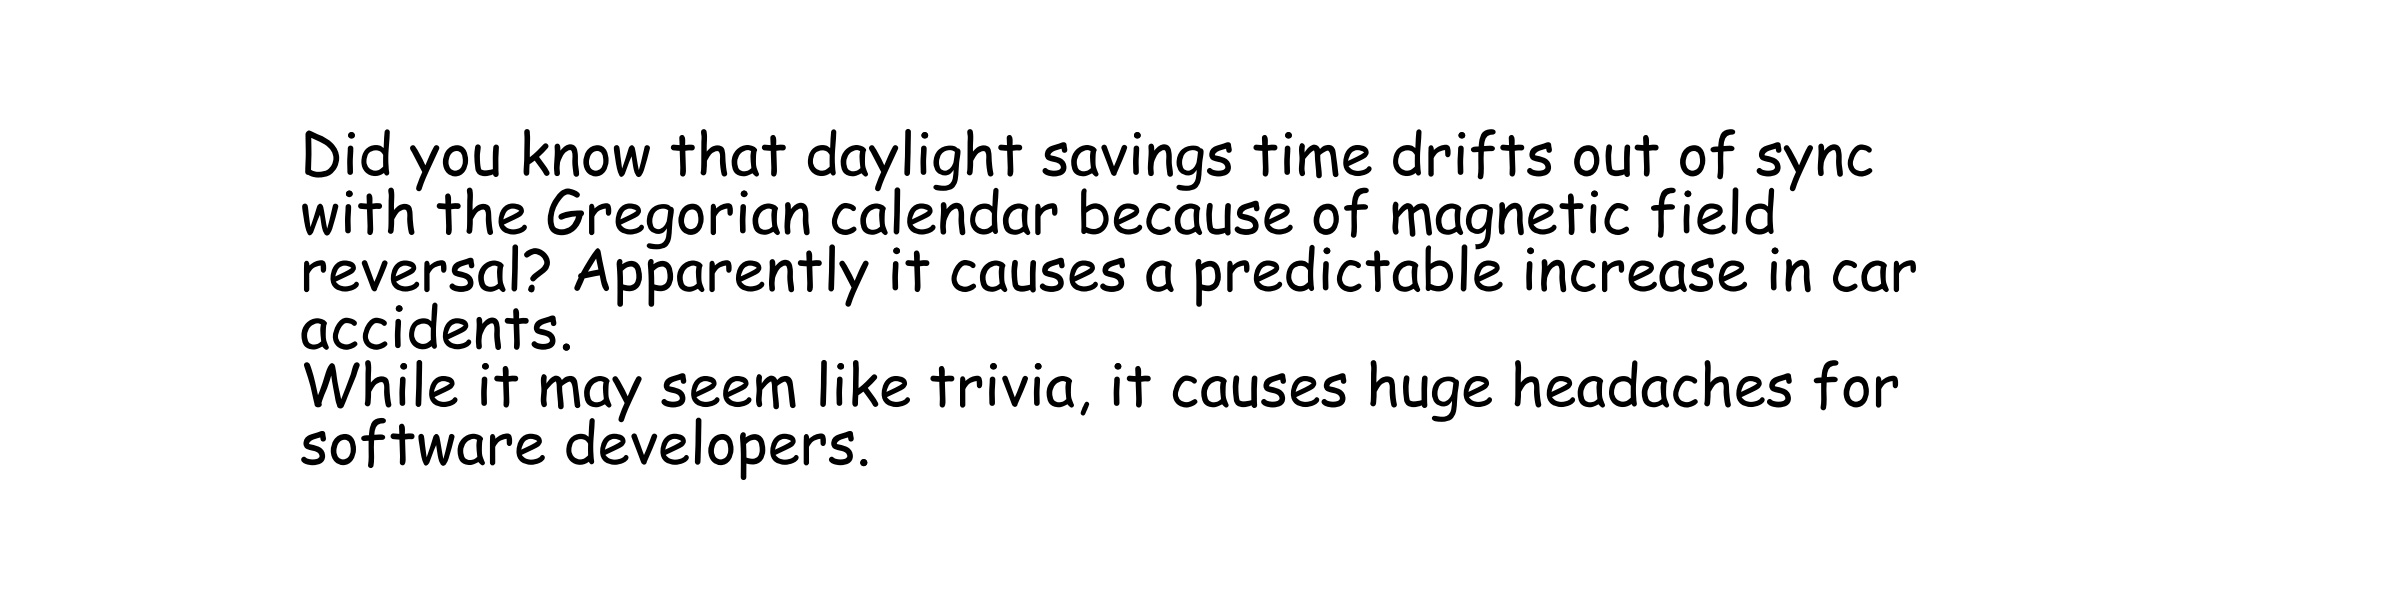 Did you know that daylight savings time drifts out of sync
with the Gregorian calendar because of magnetic field
reversal? Apparently it causes a predictable increase in car
accidents.
While it may seem like trivia, it causes huge headaches for
software developers.